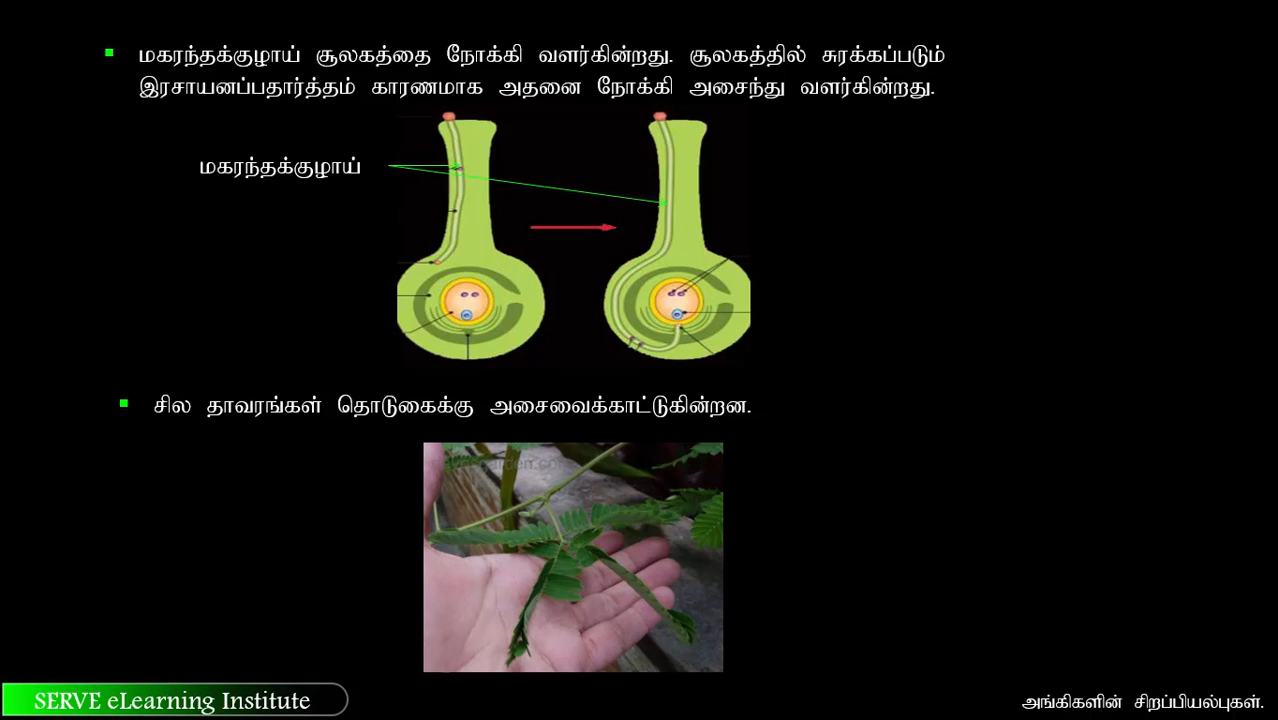 மகரந்தக்குழாய் சூலகத்தை நோக்கி வளர்கின்றது. சூலகத்தில் சுரக்கப்படும்
இரசாயனப்பதார்த்தம் காரணமாக அதனை நோக்கி அசைந்து வளர்கின்றது.
மகரந்தக்குழாய்
சில தாவரங்கள் தொடுகைக்கு அசைவைக்காட்டுகின்றன.
SERVE eLearning Institute
அங்கிகளின் சிறப்பியல்புகள்.